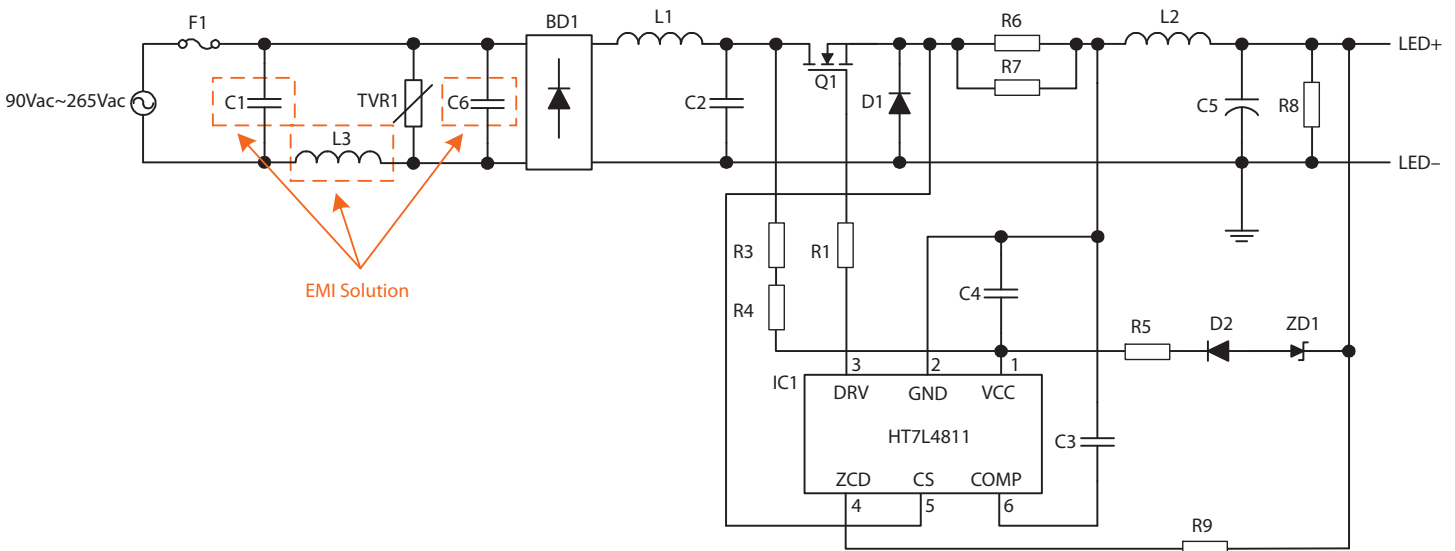 F1
BD1
L1
R6
L2
LED+
R7
Q1
90Vac~265Vac
C1
TVR1
C6
C2
D1
C5
R8
L3
LED–
R3
R1
EMI Solution
R4
C4
R5
D2
ZD1
IC1
3
2
1
DRV
GND
VCC
HT7L4811
C3
ZCD
CS
COMP
4
5
6
R9